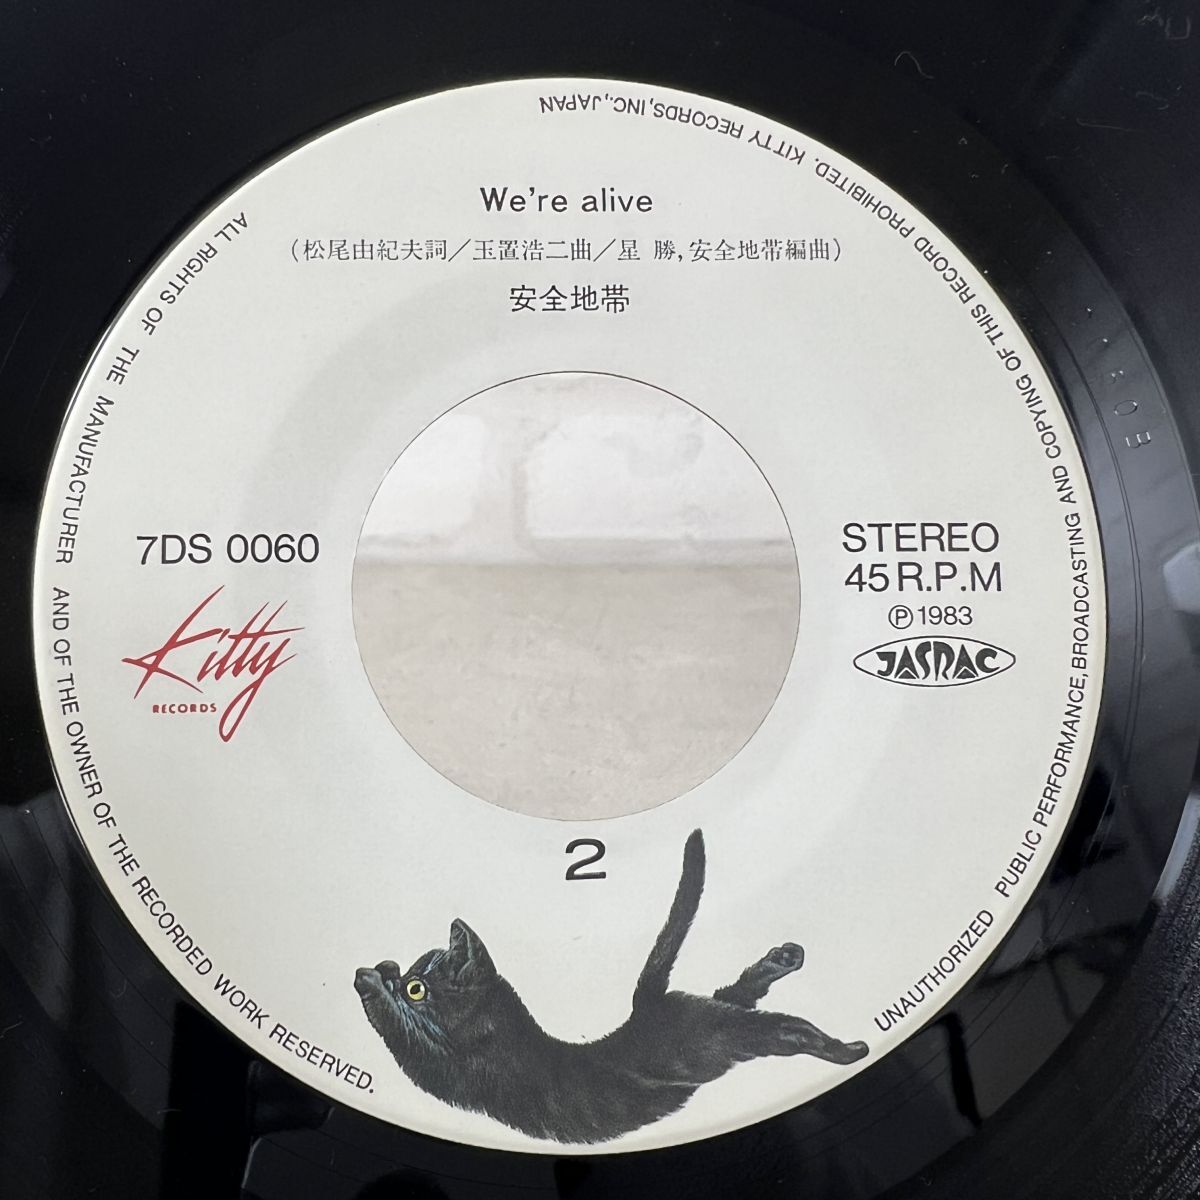 We're alive
(松尾由紀夫詞／玉置浩二曲／星 勝,安全地帯編曲)
安全地帯
7DS 0060
Kitty
RECORDS
STEREO
45 R.P.M
Ⓟ 1983
JASRAC
2
ALL RIGHTS OF THE MANUFACTURER AND OF THE OWNER OF THE RECORDED WORK RESERVED.
UNAUTHORIZED PUBLIC PERFORMANCE, BROADCASTING AND COPYING OF THIS RECORD PROHIBITED. KITTY RECORDS, INC., JAPAN